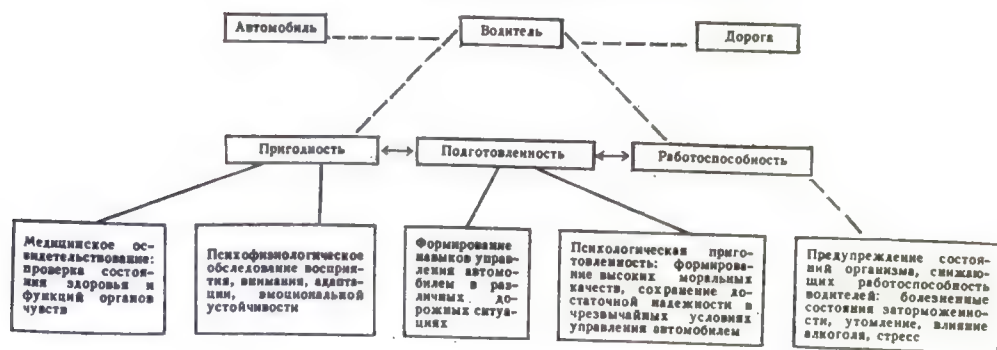 Автомобиль
Водитель
Дорога
Пригодность
Подготовленность
Работоспособность
Медицинское ос-
видетельствование:
проверка состоя-
ния здоровья и
функций органов
чувств
Психофизиологическое
обследование восприя-
тия, внимания, адапта-
ции, эмоциональной
устойчивости
Формирование
навыков управ-
ления автомо-
билем в раз-
личных до-
рожных ситуа-
циях
Психологическая приго-
товленность: формирова-
ние высоких моральных
качеств, сохранение до-
статочной надежности в
чрезвычайных условиях
управления автомобилем
Предупреждение состоя-
ний организма, снижаю-
щих работоспособность
водителей: болезненные
состояния заторможенно-
сти, утомление, влияние
алкоголя, стресс